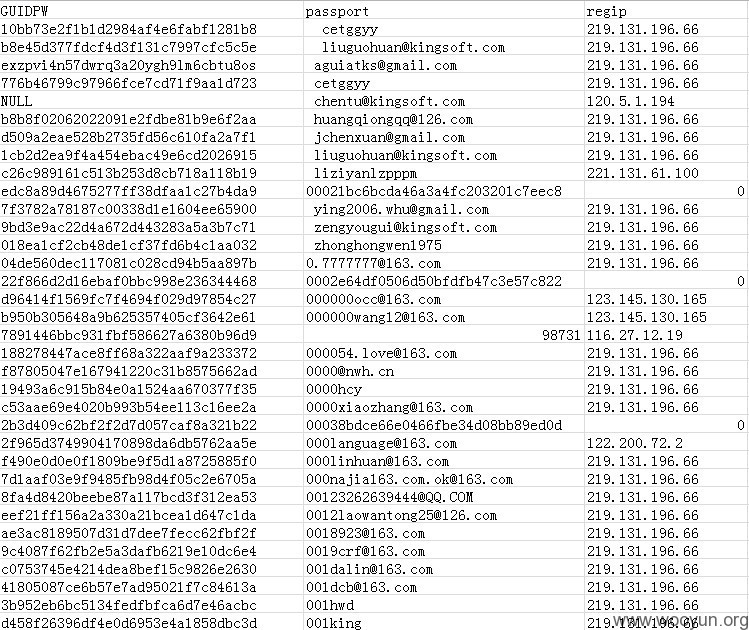 GUIDPW passport regip
10bb73e2f1b1d2984af4e6fabf1281b8 cetggyy 219.131.196.66
b8e45d377fdcf4d3f131c7997cfc5c5e liuguohuan@kingsoft.com 219.131.196.66
exzpvi4n57dwrq3a20ygh9lm6cbtu8os aguiatks@gmail.com 219.131.196.66
776b46799c97966fce7cd71f9aa1d723 cetggyy 219.131.196.66
NULL chentu@kingsoft.com 120.5.1.194
b8b8f02062022091e2fdbe81b9e6f2aa huangqiongqq@126.com 219.131.196.66
d509a2eae528b2735fd56c610fa2a7f1 jchenxuan@gmail.com 219.131.196.66
1cb2d2ea9f4a454ebac49e6cd2026915 liuguohuan@kingsoft.com 219.131.196.66
c26c989161c513b253d8cb718a118b19 liziyanlzpppm 221.131.61.100
edc8a89d4675277ff38dfaa1c27b4da9 00021bc6bcda46a3a4fc203201c7eec8 0
7f3782a78187c00338d1e1604ee65900 ying2006.whu@gmail.com 219.131.196.66
9bd3e9ac22d4a672d443283a5a3b7c71 zengyougui@kingsoft.com 219.131.196.66
018ea1cf2cb48de1cf37fd6b4c1aa032 zhonghongwen1975 219.131.196.66
04de560dec117081c028cd94b5aa897b 0.7777777@163.com 219.131.196.66
22f866d2d16ebaf0bbc998e236344468 0002e64df0506d50bfdfb47c3e57c822 0
d96414f1569fc7f4694f029d97854c27 000000occ@163.com 123.145.130.165
b950b305648a9b625357405cf3642e61 000000wang12@163.com 123.145.130.165
7891446bbc931fbf586627a6380b96d9 98731 116.27.12.19
188278447ace8ff68a322aaf9a233372 000054.love@163.com 219.131.196.66
f87805047e167941220c31b8575662ad 0000@nwh.cn 219.131.196.66
19493a6c915b84e0a1524aa670377f35 0000hcy 219.131.196.66
c53aae69e4020b993b54ee113c16ee2a 0000xiaozhang@163.com 219.131.196.66
2b3d409c62bf2f2d7d057caf8a321b22 00038bdce66e0466fbe34d08bb89ed0d 0
2f965d3749904170898da6db5762aa5e 000language@163.com 122.200.72.2
f490e0d0e0f1809be9f5d1a8725885f0 000linhuan@163.com 219.131.196.66
7d1aaf03e9f9485fb98d4f05c2e6705a 000najia163.com.ok@163.com 219.131.196.66
8fa4d8420beebe87a117bcd3f312ea53 00123262639444@QQ.COM 219.131.196.66
eef21ff156a2a330a21bcea1d647c1da 0012laowantong25@126.com 219.131.196.66
ae3ac8189507d31d7dee7fecc62fbf2f 0018923@163.com 219.131.196.66
9c4087f62fb2e5a3dafb6219e10dc6e4 0019crf@163.com 219.131.196.66
c0753745e4214dea8bef15c9826e2630 001dalin@163.com 219.131.196.66
41805087ce6b57e7ad95021f7c84613a 001dcb@163.com 219.131.196.66
3b952eb6bc5134fedfbfca6d7e46acbc 001hwd 219.131.196.66
d458f26396df4e0d6953e4a1858dbc3d 001king 219.131.196.66
www.wooyun.org